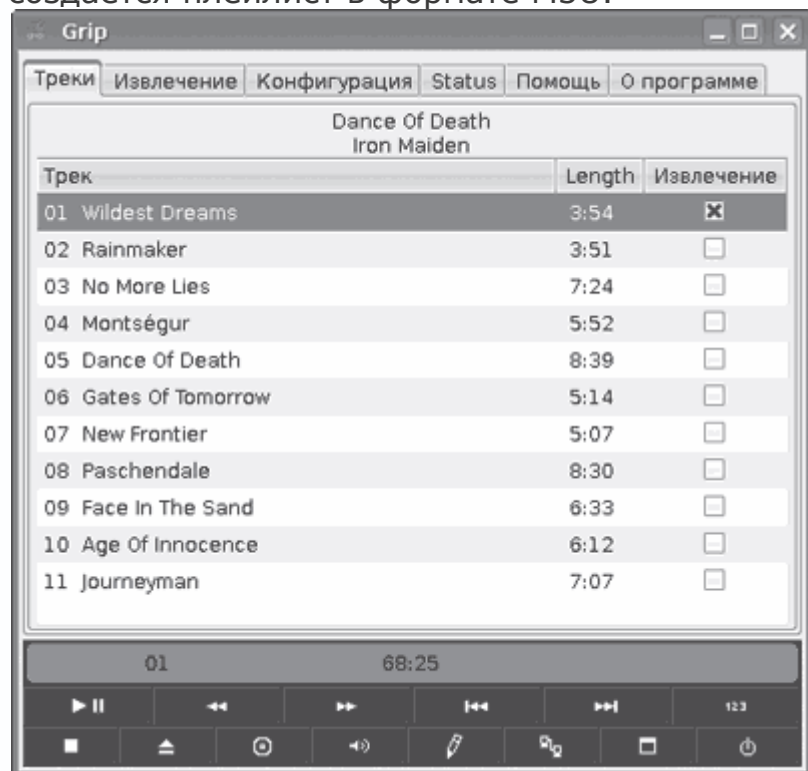 создается плейлист в формате M3U.
Grip
Треки Извлечение Конфигурация Status Помощь О программе
Dance Of Death
Iron Maiden
Трек Length Извлечение
01 Wildest Dreams 3:54
02 Rainmaker 3:51
03 No More Lies 7:24
04 Montségur 5:52
05 Dance Of Death 8:39
06 Gates Of Tomorrow 5:14
07 New Frontier 5:07
08 Paschendale 8:30
09 Face In The Sand 6:33
10 Age Of Innocence 6:12
11 Journeyman 7:07
01 68:25
123